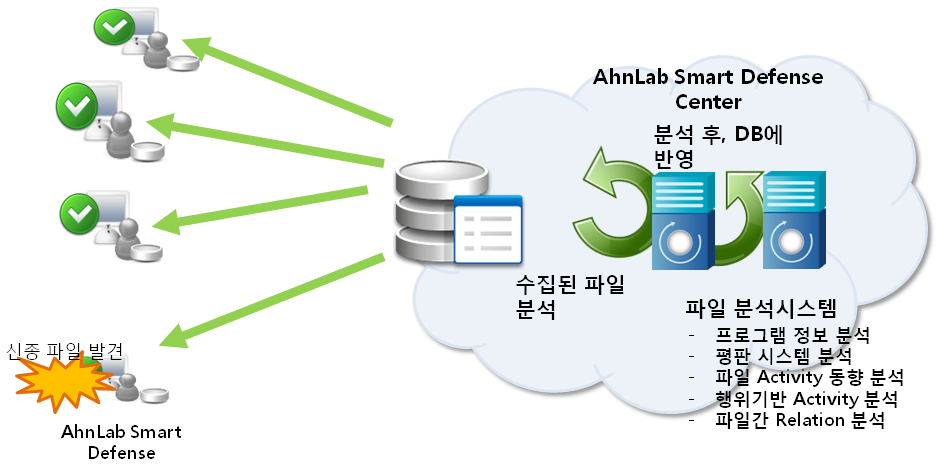 AhnLab Smart Defense
Center
분석 후, DB에
반영
수집된 파일
분석
파일 분석시스템
- 프로그램 정보 분석
- 평판 시스템 분석
- 파일 Activity 동향 분석
- 행위기반 Activity 분석
- 파일간 Relation 분석
신종 파일 발견
AhnLab Smart
Defense